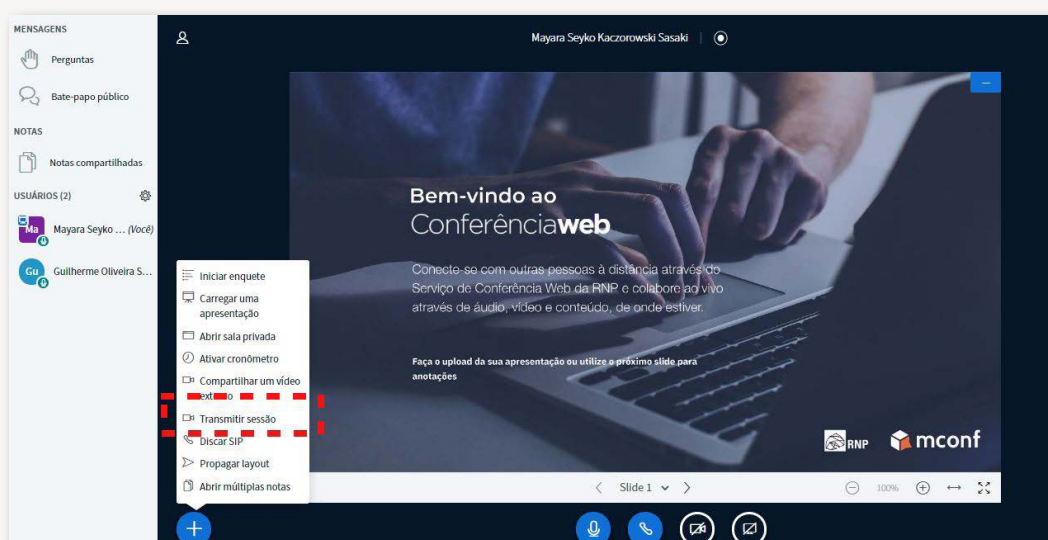 MENSAGENS
Perguntas
Bate-papo público
NOTAS
Notas compartilhadas
USUÁRIOS (2)
Ma
Mayara Seyko ... (Você)
Gu
Guilherme Oliveira S...
Mayara Seyko Kaczorowski Sasaki
Bem-vindo ao
Conferênciaweb
Conecte-se com outras pessoas à distância através do
Serviço de Conferência Web da RNP e colabore ao vivo
através de áudio, vídeo e conteúdo, de onde estiver.
Faça o upload da sua apresentação ou utilize o próximo slide para
anotações
RNP
mconf
Iniciar enquete
Carregar uma
apresentação
Abrir sala privada
Ativar cronômetro
Compartilhar um vídeo
externo
Transmitir sessão
Discar SIP
Propagar layout
Abrir múltiplas notas
Slide 1
100%